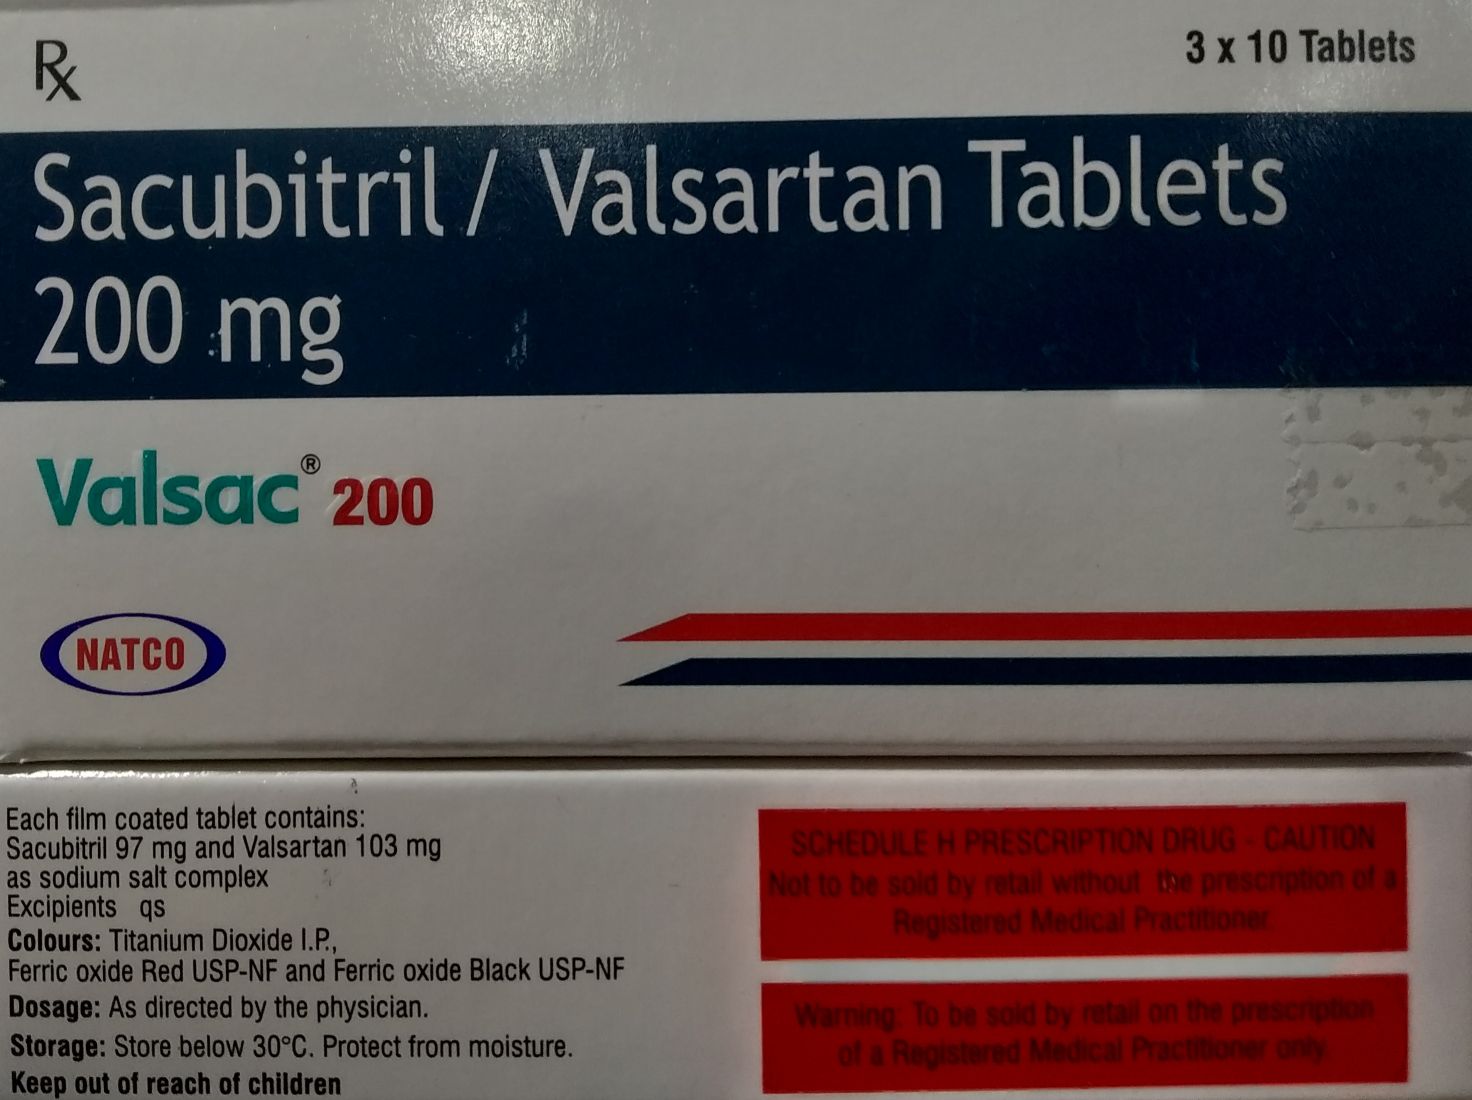 Rx
3 x 10 Tablets
Sacubitril / Valsartan Tablets
200 mg
Valsac® 200
NATCO
Each film coated tablet contains:
Sacubitril 97 mg and Valsartan 103 mg
as sodium salt complex
Excipients qs
Colours: Titanium Dioxide I.P.,
Ferric oxide Red USP-NF and Ferric oxide Black USP-NF
Dosage: As directed by the physician.
Storage: Store below 30°C. Protect from moisture.
Keep out of reach of children
SCHEDULE H PRESCRIPTION DRUG - CAUTION
Not to be sold by retail without the prescription of a
Registered Medical Practitioner.
Warning: To be sold by retail on the prescription
of a Registered Medical Practitioner only.